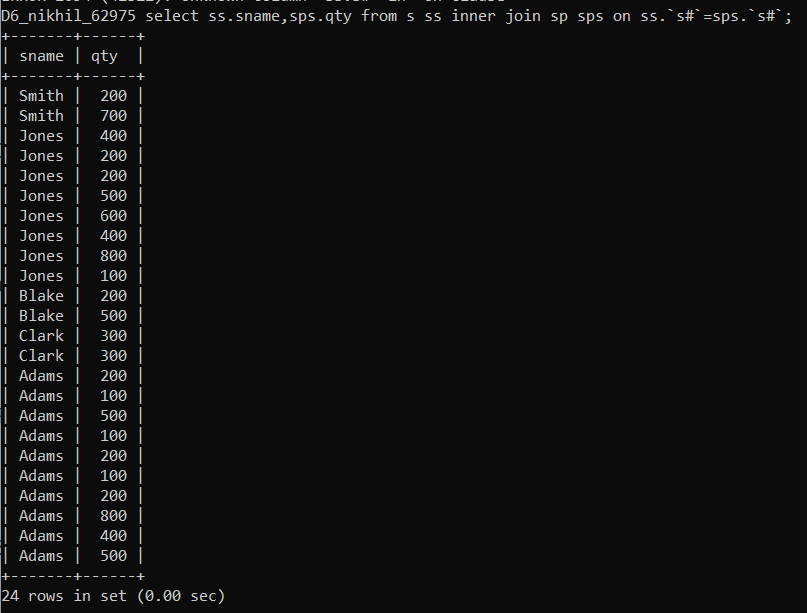 D6_nikhil_62975 select ss.sname,sps.qty from s ss inner join sp sps on ss.`s#`=sps.`s#`;
+-------+------+
| sname | qty  |
+-------+------+
| Smith |  200 |
| Smith |  700 |
| Jones |  400 |
| Jones |  200 |
| Jones |  200 |
| Jones |  500 |
| Jones |  600 |
| Jones |  400 |
| Jones |  800 |
| Jones |  100 |
| Blake |  200 |
| Blake |  500 |
| Clark |  300 |
| Clark |  300 |
| Adams |  200 |
| Adams |  100 |
| Adams |  500 |
| Adams |  100 |
| Adams |  200 |
| Adams |  100 |
| Adams |  200 |
| Adams |  800 |
| Adams |  400 |
| Adams |  500 |
+-------+------+
24 rows in set (0.00 sec)